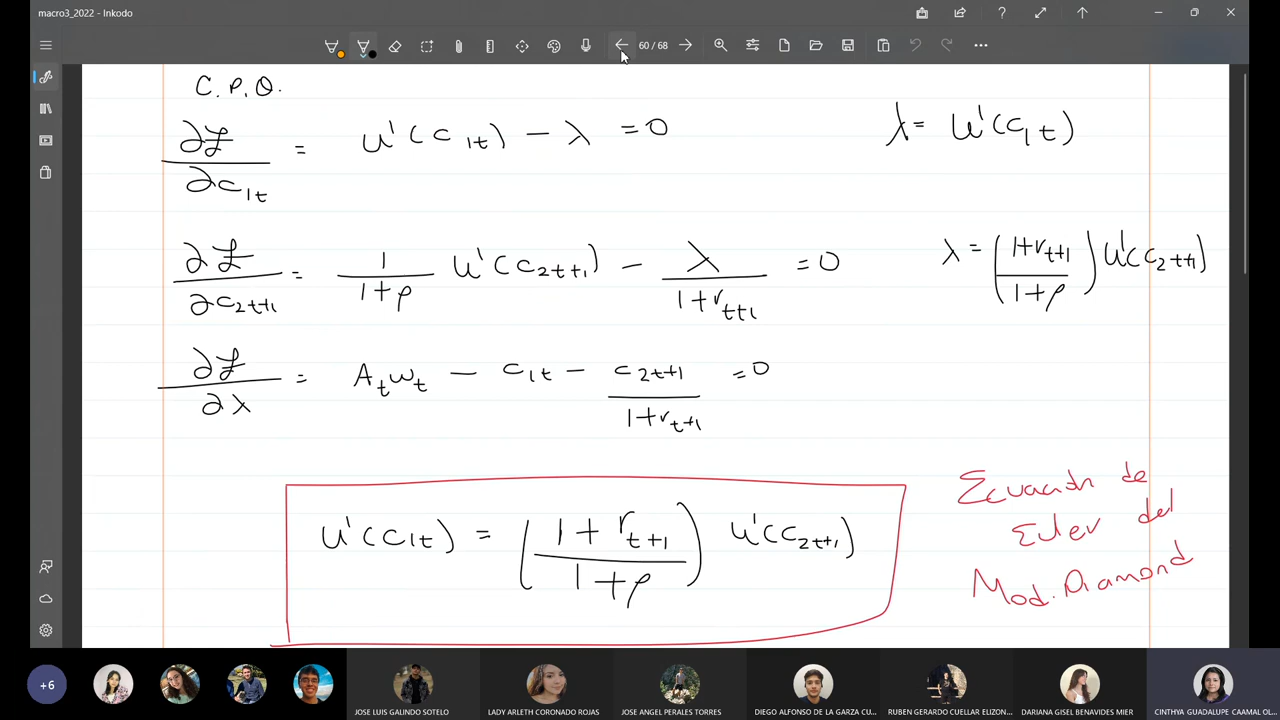 macro3_2022 - Inkodo
60 / 68
C.P.O.
∂ℒ/∂c₁ₜ = u'(c₁ₜ) − λ = 0
λ = u'(c₁ₜ)
∂ℒ/∂c₂ₜ₊₁ = 1/(1+ρ) u'(c₂ₜ₊₁) − λ/(1+rₜ₊₁) = 0
λ = ((1+rₜ₊₁)/(1+ρ)) u'(c₂ₜ₊₁)
∂ℒ/∂λ = Aₜwₜ − c₁ₜ − c₂ₜ₊₁/(1+rₜ₊₁) = 0
u'(c₁ₜ) = ((1+rₜ₊₁)/(1+ρ)) u'(c₂ₜ₊₁)
Ecuación de
Euler del
Mod. Diamond
+6
JOSE LUIS GALINDO SOTELO
LADY ARLETH CORONADO ROJAS
JOSE ANGEL PERALES TORRES
DIEGO ALFONSO DE LA GARZA CU...
RUBEN GERARDO CUELLAR ELIZON...
DARIANA GISEL BENAVIDES MIER
CINTHYA GUADALUPE CAAMAL OL...